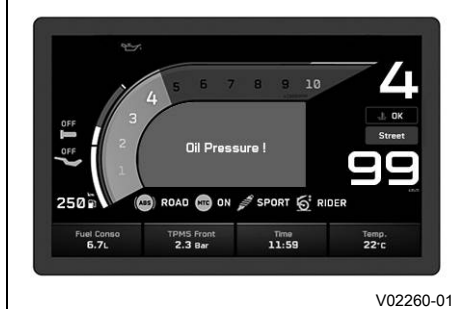 4
5 6 7 8 9 10
4
3
2
1
OFF
OFF
Oil Pressure !
OK
Street
99
250
ABS ROAD MTC ON SPORT RIDER
Fuel Conso
6.7L
TPMS Front
2.3 Bar
Time
11:59
Temp.
22°C
V02260-01